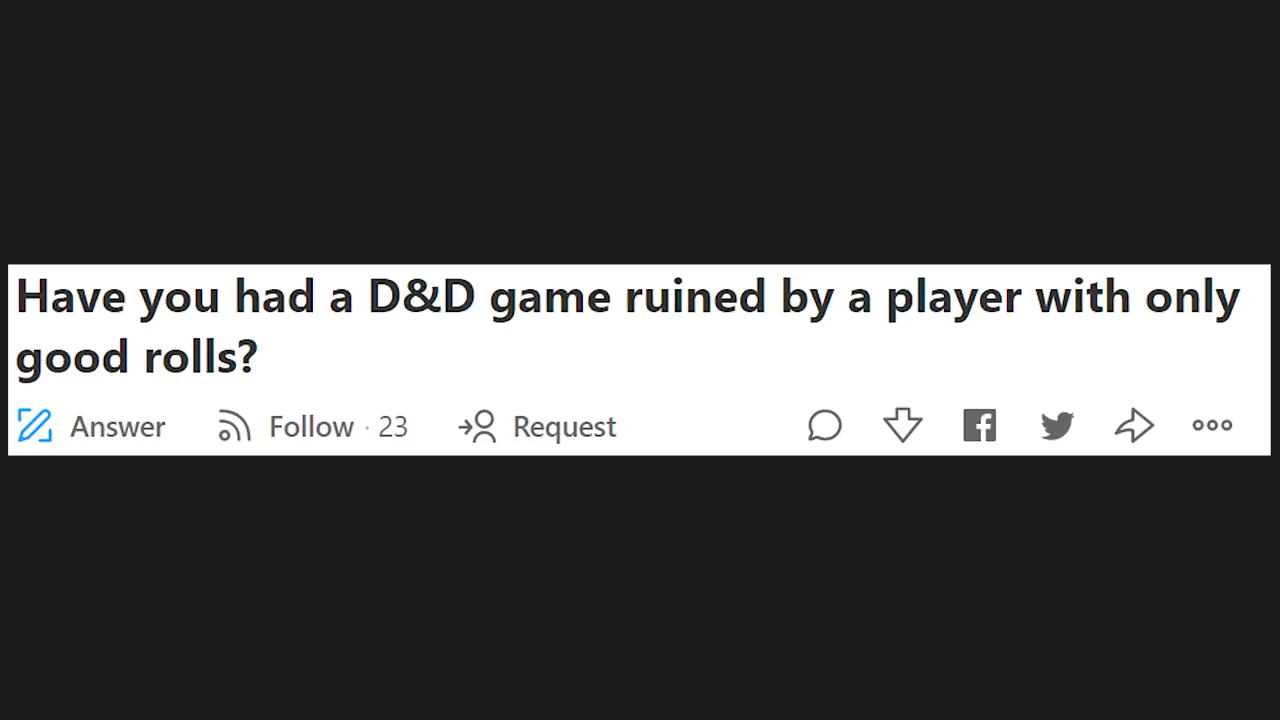 Have you had a D&D game ruined by a player with only
good rolls?
Answer Follow · 23 Request